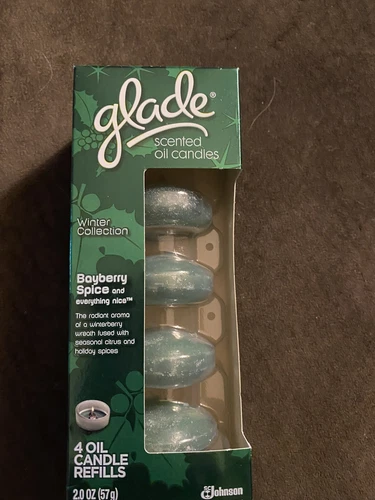 glade®
scented
oil candles
Winter
Collection
Bayberry
Spice and
everything nice™
The radiant aroma
of a winterberry
wreath fused with
seasonal citrus and
holiday spices
4 OIL
CANDLE
REFILLS
2.0 OZ (57g)
SC Johnson